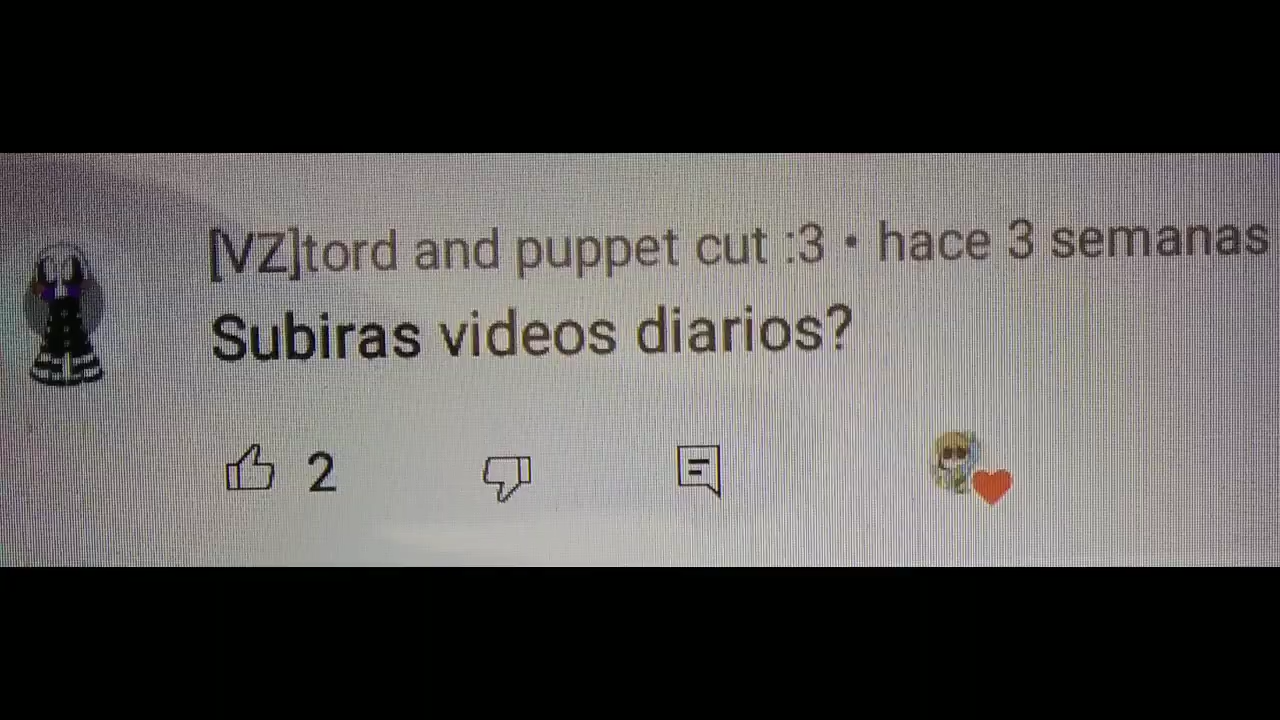 [VZ]tord and puppet cut :3 • hace 3 semanas
Subiras videos diarios?
2